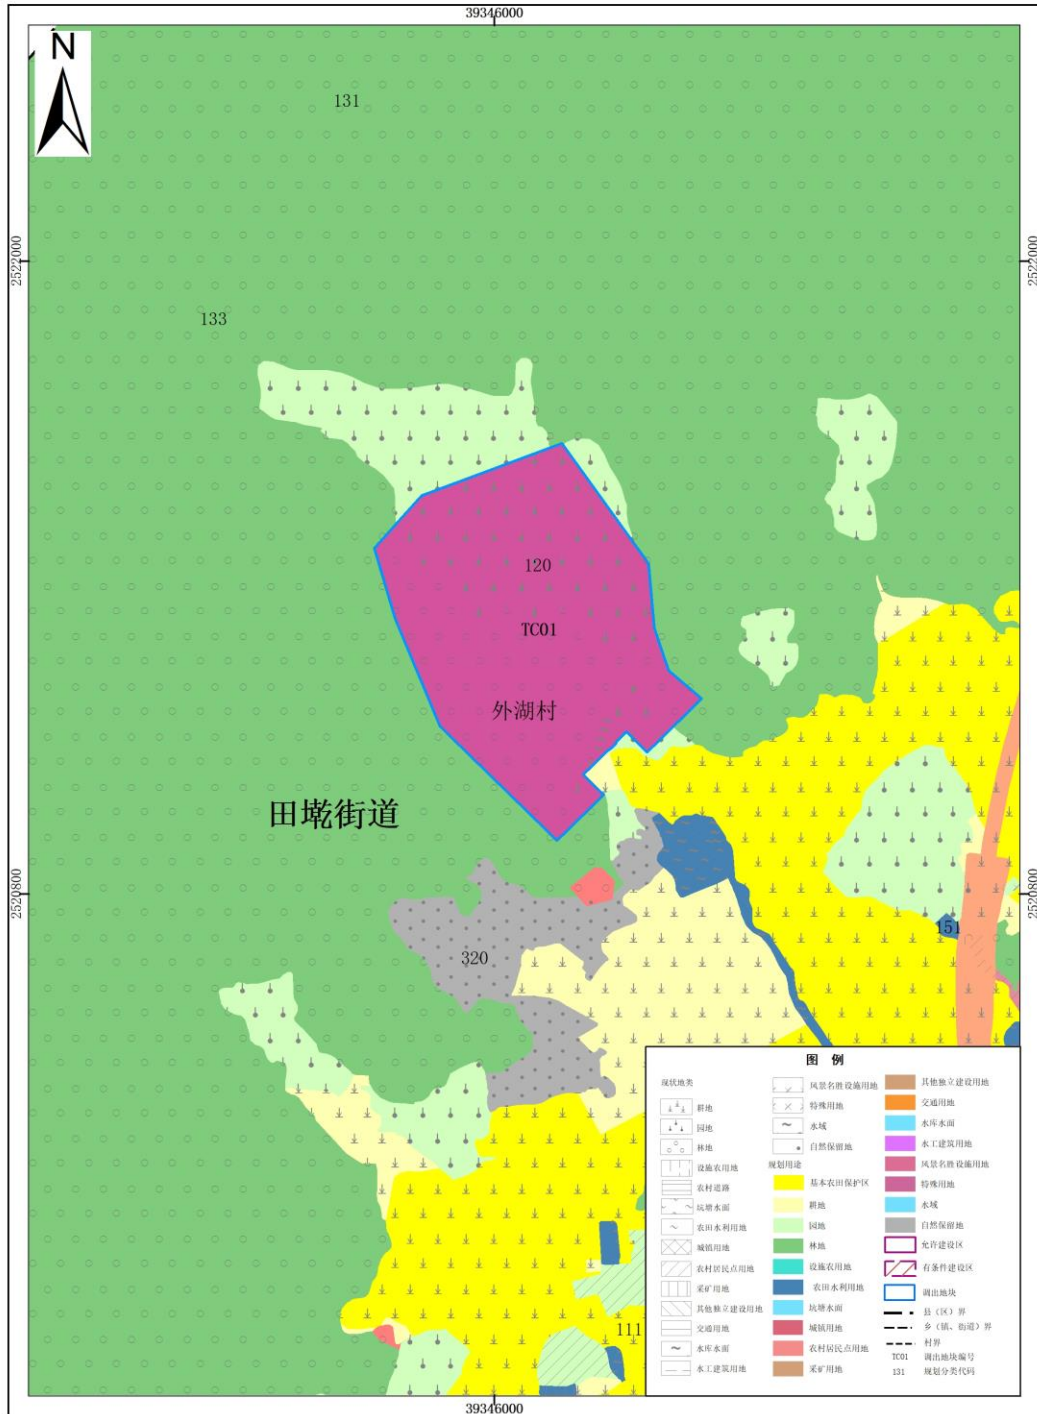 39346000
N
131
2522000
2522000
133
120
TC01
外湖村
田墘街道
2520800
2520800
151
320
111
图 例
现状地类
耕地
园地
林地
设施农用地
农村道路
坑塘水面
农田水利用地
城镇用地
农村居民点用地
采矿用地
其他独立建设用地
交通用地
水库水面
水工建筑用地
风景名胜设施用地
特殊用地
水域
自然保留地
规划用途
基本农田保护区
耕地
园地
林地
设施农用地
农田水利用地
坑塘水面
城镇用地
农村居民点用地
采矿用地
其他独立建设用地
交通用地
水库水面
水工建筑用地
风景名胜设施用地
特殊用地
水域
自然保留地
允许建设区
有条件建设区
调出地块
县（区）界
乡（镇、街道）界
村界
TC01 调出地块编号
131 规划分类代码
39346000